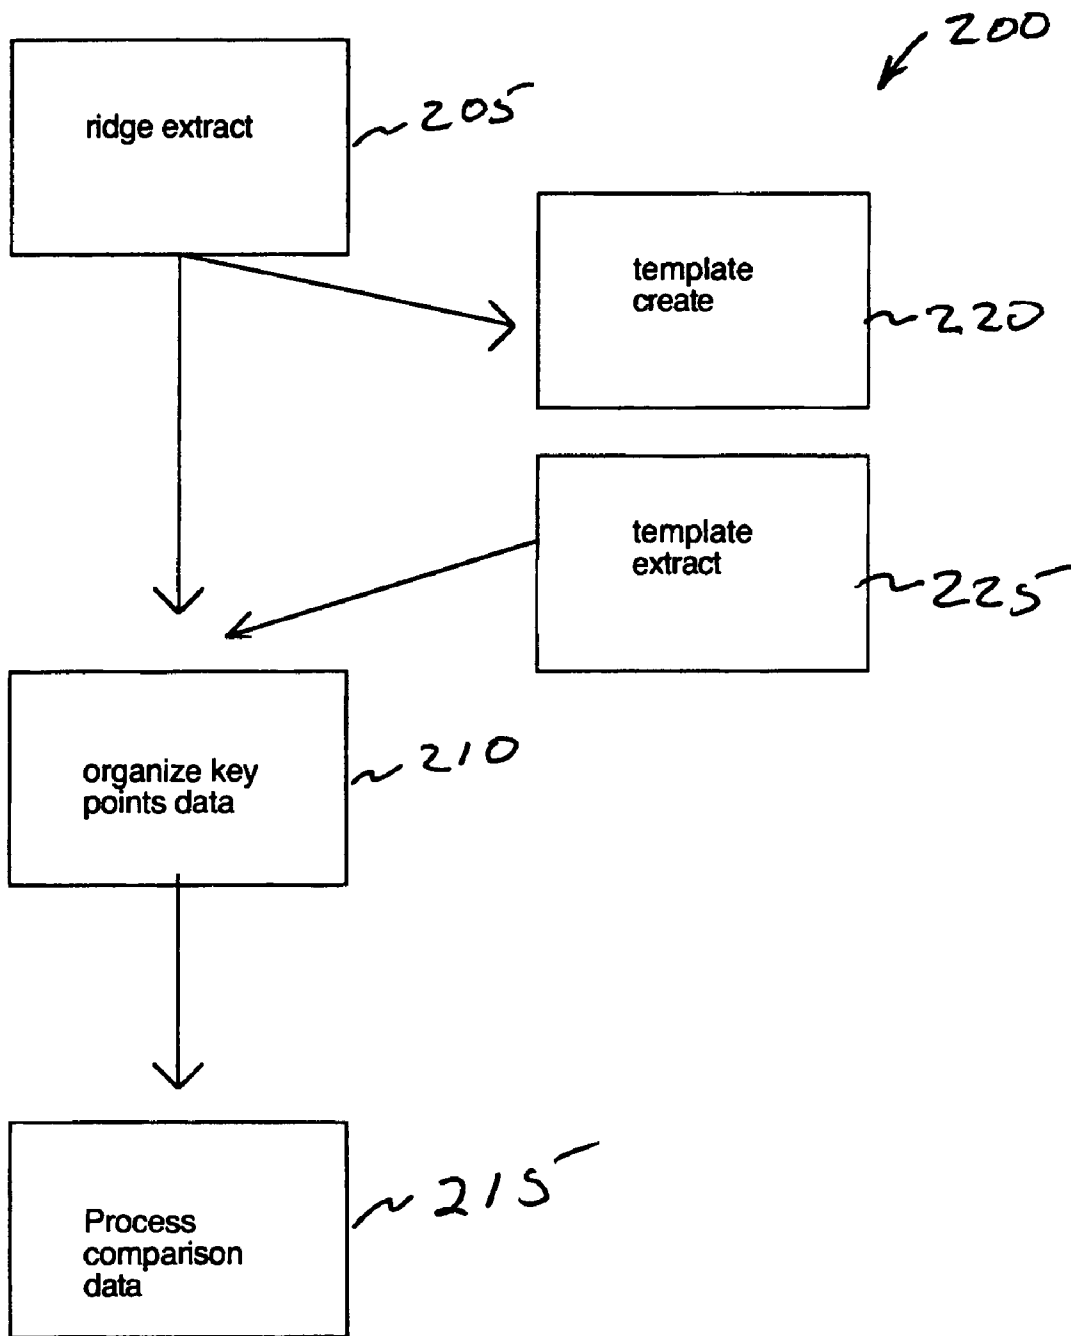 200
ridge extract
205
template
create
220
template
extract
225
organize key
points data
210
Process
comparison
data
215